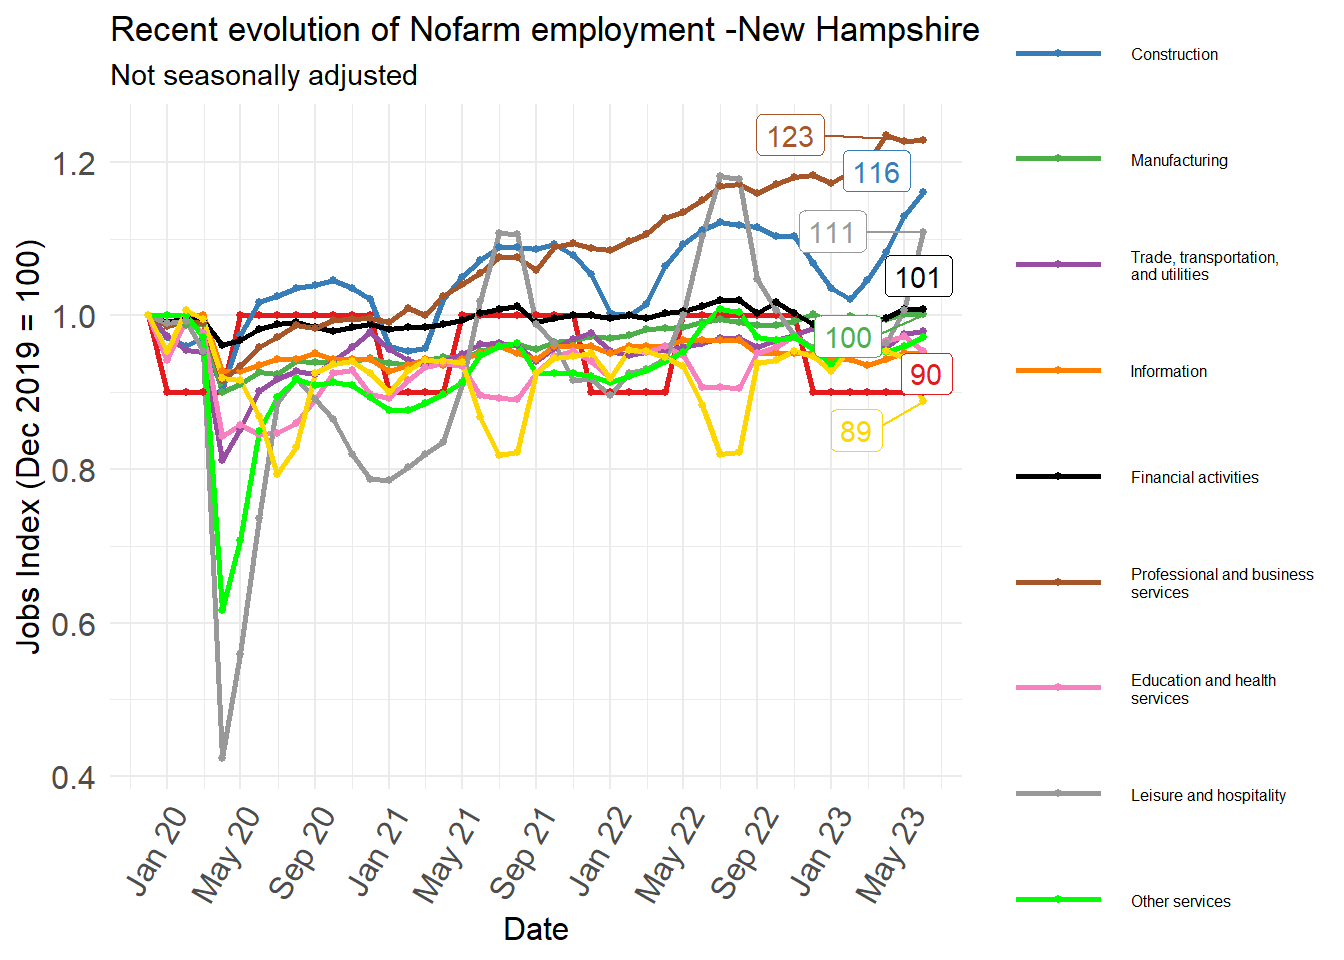 Recent evolution of Nofarm employment -New Hampshire
Not seasonally adjusted
Jobs Index (Dec 2019 = 100)
1.2
1.0
0.8
0.6
0.4
123
116
111
101
100
90
89
Jan 20
May 20
Sep 20
Jan 21
May 21
Sep 21
Jan 22
May 22
Sep 22
Jan 23
May 23
Date
Construction
Manufacturing
Trade, transportation,
and utilities
Information
Financial activities
Professional and business
services
Education and health
services
Leisure and hospitality
Other services